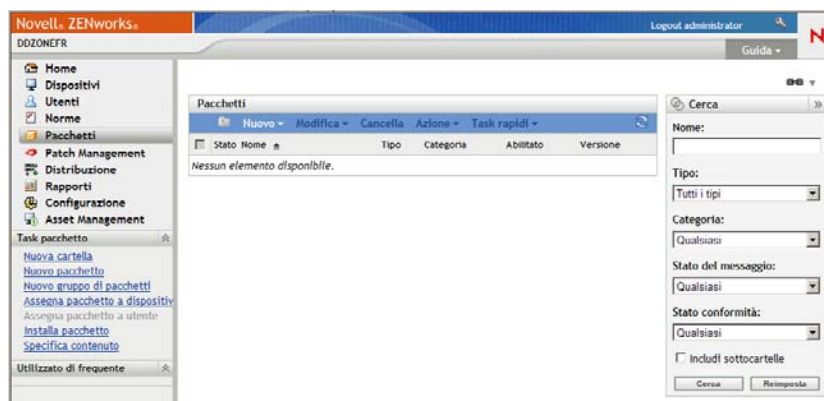 Novell. ZENworks.
Logout administrator
N
DDZONEFR
Guida
Home
Dispositivi
Utenti
Norme
Pacchetti
Patch Management
Distribuzione
Rapporti
Configurazione
Asset Management
Task pacchetto
Nuova cartella
Nuovo pacchetto
Nuovo gruppo di pacchetti
Assegna pacchetto a dispositiv
Assegna pacchetto a utente
Installa pacchetto
Specifica contenuto
Utilizzato di frequente
Pacchetti
Nuovo Modifica Cancella Azione Task rapidi
Stato Nome Tipo Categoria Abilitato Versione
Nessun elemento disponibile.
Cerca
Nome:
Tipo:
Tutti i tipi
Categoria:
Qualsiasi
Stato del messaggio:
Qualsiasi
Stato conformità:
Qualsiasi
Includi sottocartelle
Cerca Reimposta